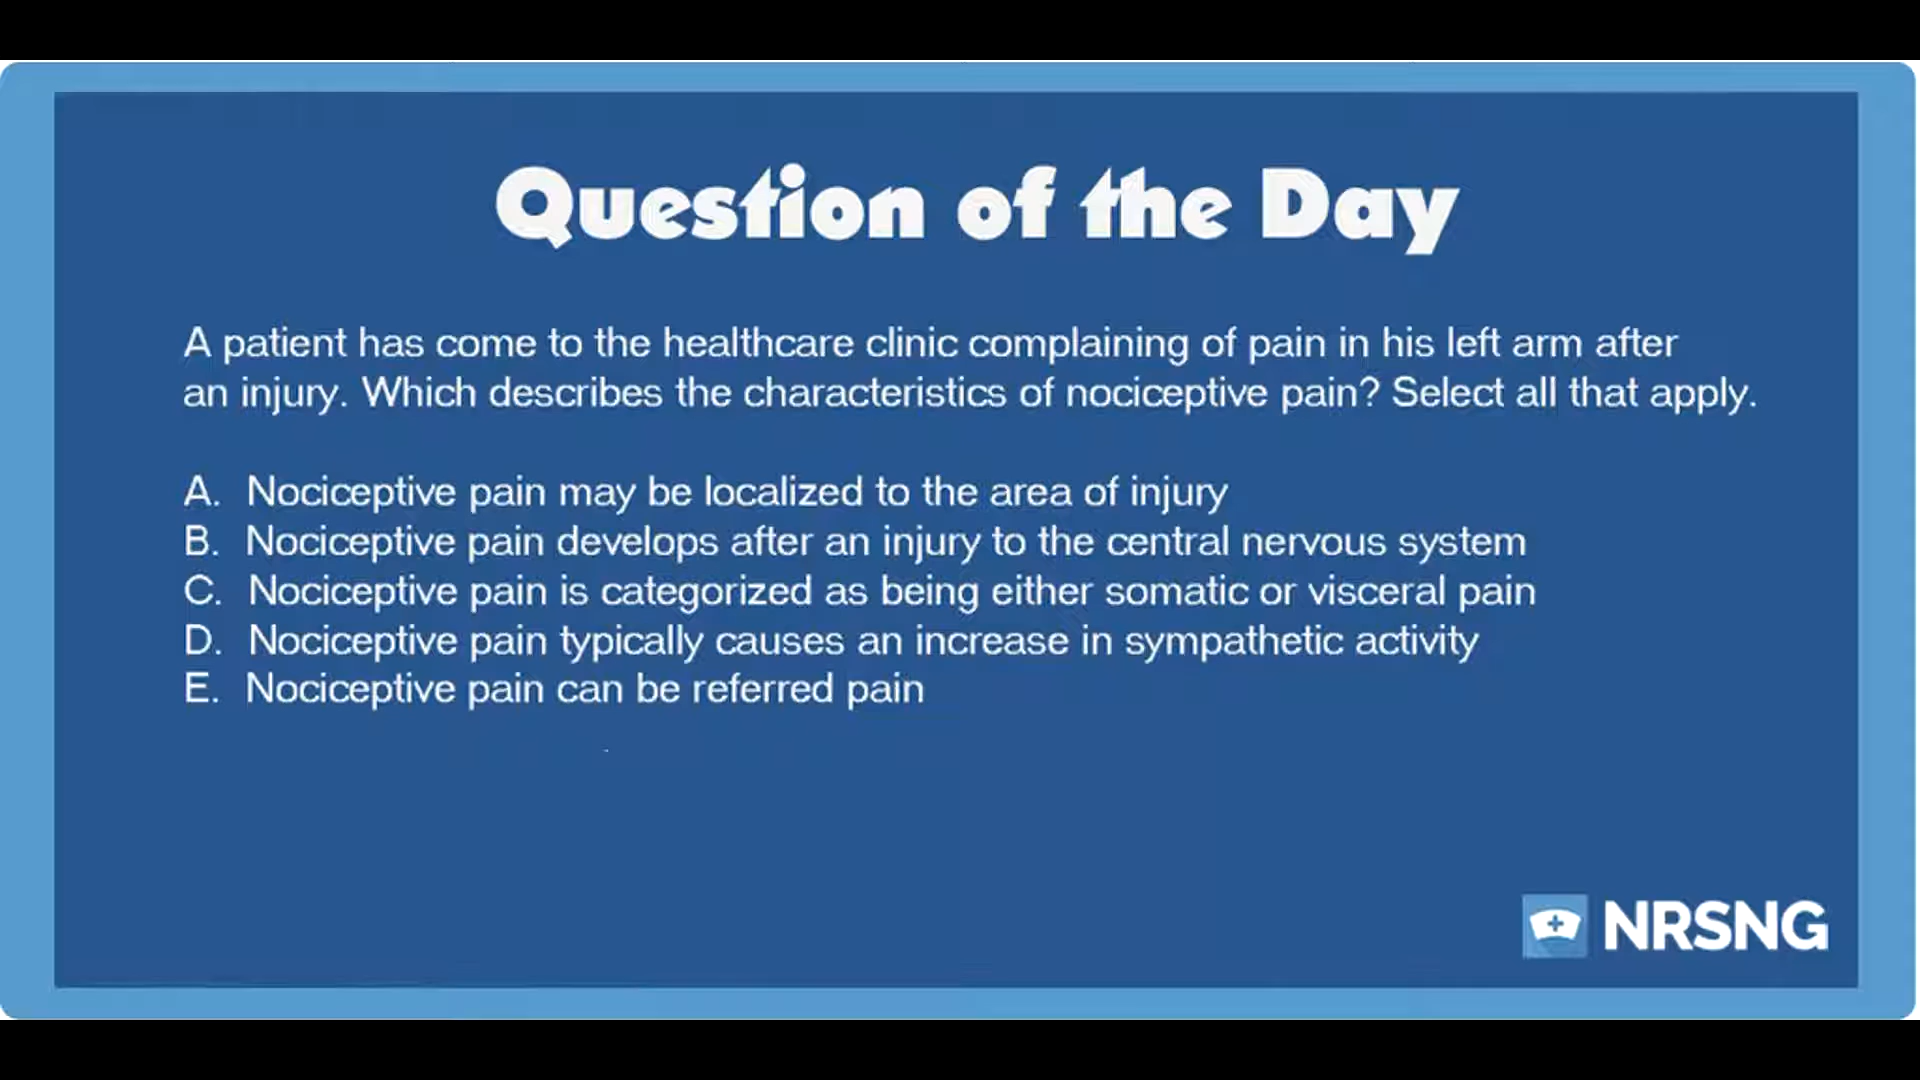 Question of the Day
A patient has come to the healthcare clinic complaining of pain in his left arm after
an injury. Which describes the characteristics of nociceptive pain? Select all that apply.
A. Nociceptive pain may be localized to the area of injury
B. Nociceptive pain develops after an injury to the central nervous system
C. Nociceptive pain is categorized as being either somatic or visceral pain
D. Nociceptive pain typically causes an increase in sympathetic activity
E. Nociceptive pain can be referred pain
NRSNG